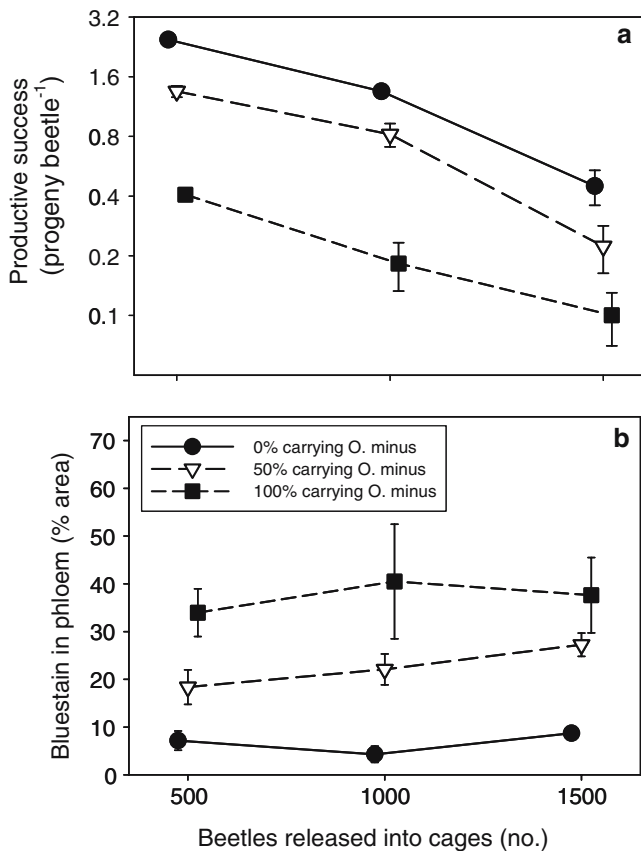 a
Productive success
(progeny beetle⁻¹)
3.2
1.6
0.8
0.4
0.2
0.1
b
Bluestain in phloem (% area)
70
60
50
40
30
20
10
0
0% carrying O. minus
50% carrying O. minus
100% carrying O. minus
500
1000
1500
Beetles released into cages (no.)